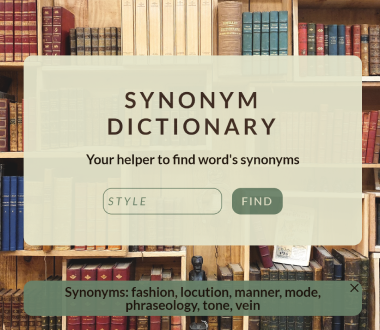 SYNONYM
DICTIONARY
Your helper to find word's synonyms
STYLE
FIND
Synonyms: fashion, locution, manner, mode,
phraseology, tone, vein